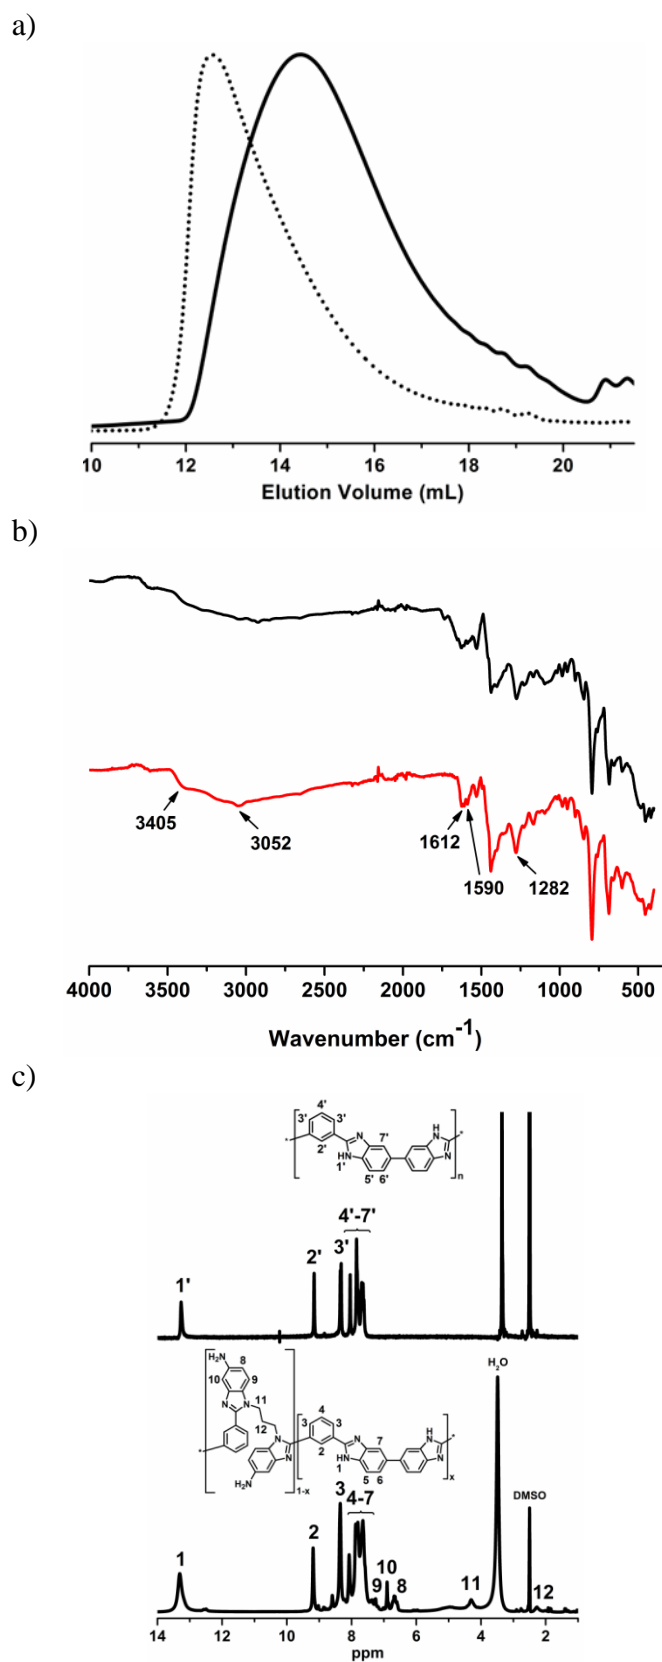 a)
10 12 14 16 18 20
Elution Volume (mL)
b)
3405
3052
1612
1590
1282
4000 3500 3000 2500 2000 1500 1000 500
Wavenumber (cm-1)
c)
4'
3' 3'
2'
N
1'HN
7'
5' 6'
H
N
N
n
* *
4'-7'
3'
2'
1'
H2O
H2N 8
10 9
N N
11
12
N
N
H2N
1-x
4
3 3
2
N
HN
1
7
5 6
H
N
N
x
* *
DMSO
3
4-7
2
1
10
9 8
11
12
14 12 10 8 6 4 2
ppm